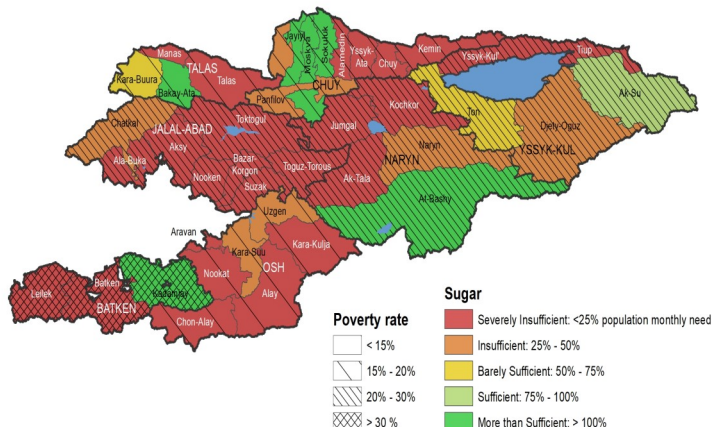 Manas
TALAS
Kara-Buura
Talas
Bakay-Ata
Jayiyl
Moskva
Sokuluk
Alamedin
CHUY
Panfilov
Yssyk-
Ata
Chuy
Kemin
Yssyk-Kul'
Tiup
Ak-Su
Chatkal
JALAL-ABAD
Toktogul
Aksy
Ala-Buka
Nooken
Bazar-
Korgon
Suzak
Toguz-Torous
Jumgal
Kochkor
Ton
Djety-Oguz
YSSYK-KUL
Naryn
NARYN
Ak-Tala
At-Bashy
Uzgen
Aravan
Kara-Suu
Kara-Kulja
Nookat
OSH
Alay
Chon-Alay
Kadamjay
Batken
BATKEN
Leilek
Poverty rate
< 15%
15% - 20%
20% - 30%
> 30 %
Sugar
Severely Insufficient: <25% population monthly need
Insufficient: 25% - 50%
Barely Sufficient: 50% - 75%
Sufficient: 75% - 100%
More than Sufficient: > 100%